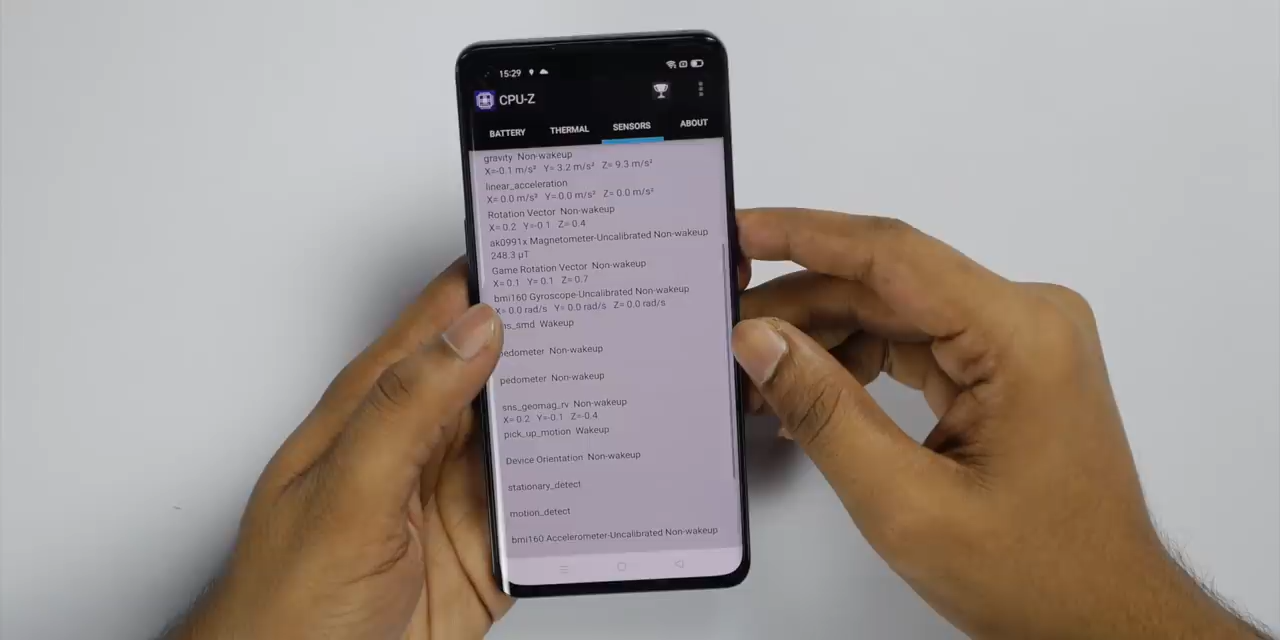 15:29
CPU-Z
BATTERY THERMAL SENSORS ABOUT
gravity Non-wakeup
X=-0.1 m/s² Y= 3.2 m/s² Z= 9.3 m/s²
linear_acceleration
X= 0.0 m/s² Y= 0.0 m/s² Z= 0.0 m/s²
Rotation Vector Non-wakeup
X= 0.2 Y=-0.1 Z= 0.4
ak0991x Magnetometer-Uncalibrated Non-wakeup
248.3 μT
Game Rotation Vector Non-wakeup
X= 0.1 Y= 0.1 Z= 0.7
bmi160 Gyroscope-Uncalibrated Non-wakeup
X= 0.0 rad/s Y= 0.0 rad/s Z= 0.0 rad/s
ns_smd Wakeup
pedometer Non-wakeup
pedometer Non-wakeup
sns_geomag_rv Non-wakeup
X= 0.2 Y=-0.1 Z=-0.4
pick_up_motion Wakeup
Device Orientation Non-wakeup
stationary_detect
motion_detect
bmi160 Accelerometer-Uncalibrated Non-wakeup